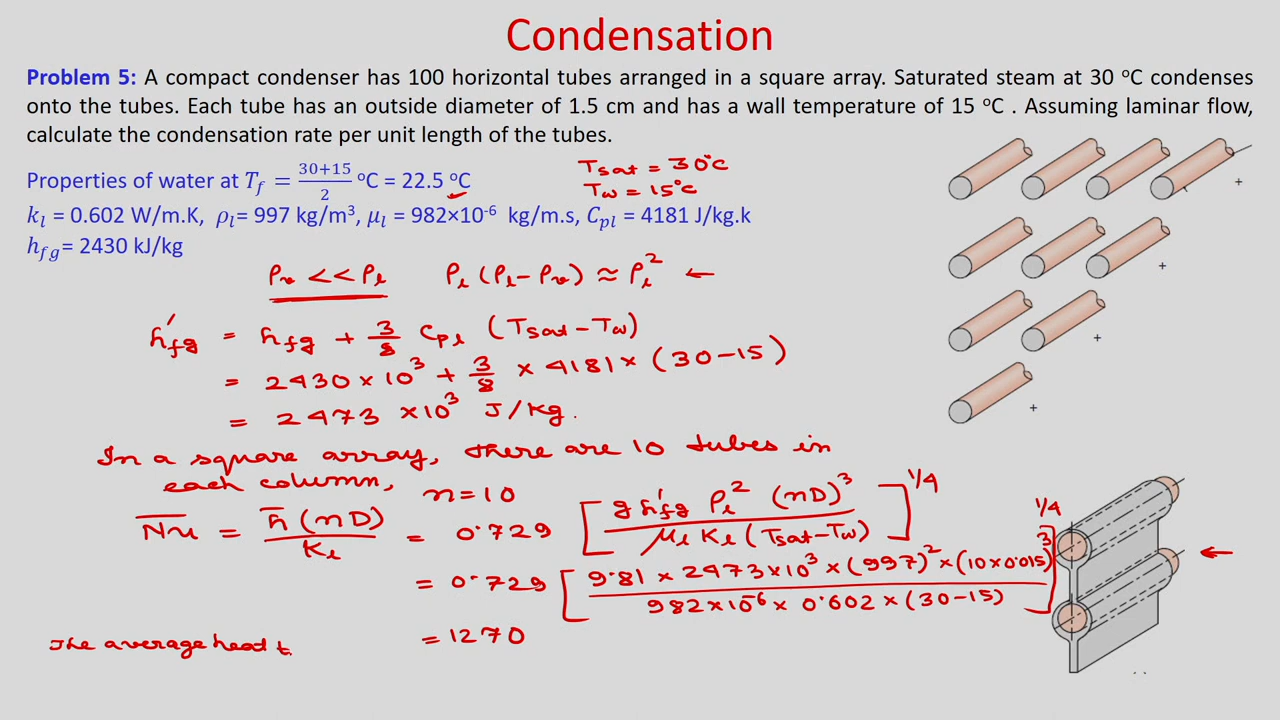 Condensation
Problem 5: A compact condenser has 100 horizontal tubes arranged in a square array. Saturated steam at 30 ᵒC condenses
onto the tubes. Each tube has an outside diameter of 1.5 cm and has a wall temperature of 15 ᵒC . Assuming laminar flow,
calculate the condensation rate per unit length of the tubes.
Properties of water at T_f = (30+15)/2 ᵒC = 22.5 ᵒC
T_sat = 30°C
T_w = 15°C
k_l = 0.602 W/m.K, ρ_l= 997 kg/m³, μ_l = 982×10⁻⁶ kg/m.s, C_pl = 4181 J/kg.k
h_fg= 2430 kJ/kg
ρ_v << ρ_l ρ_l (ρ_l - ρ_v) ≈ ρ_l² ←
h'_fg = h_fg + 3/8 C_pl (T_sat - T_w)
= 2430 × 10³ + 3/8 × 4181 × (30 - 15)
= 2473 × 10³ J/kg.
In a square array, there are 10 tubes in
each column, n = 10
N̅u̅ = h̅ (nD) / K_l = 0.729 [ g h'_fg ρ_l² (nD)³ / μ_l K_l (T_sat - T_w) ]^1/4
= 0.729 [ 9.81 × 2473×10³ × (997)² × (10×0.015)³ / 982×10⁻⁶ × 0.602 × (30-15) ]^1/4
= 1270
The average heat t